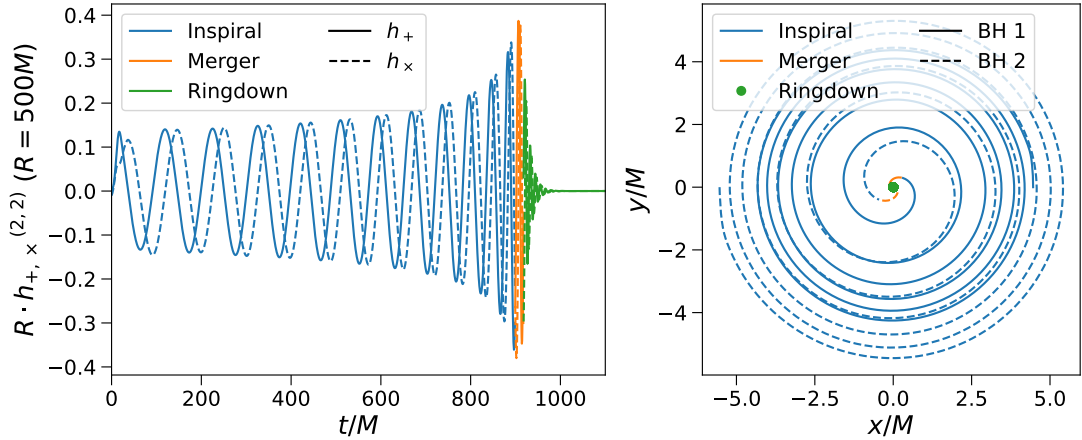 0.4
0.3
0.2
0.1
0.0
−0.1
−0.2
−0.3
−0.4
R · h₊, ×⁽²,²⁾ (R = 500M)
Inspiral
Merger
Ringdown
h₊
h×
0 200 400 600 800 1000
t/M
4
2
0
−2
−4
y/M
Inspiral
Merger
Ringdown
BH 1
BH 2
−5.0 −2.5 0.0 2.5 5.0
x/M